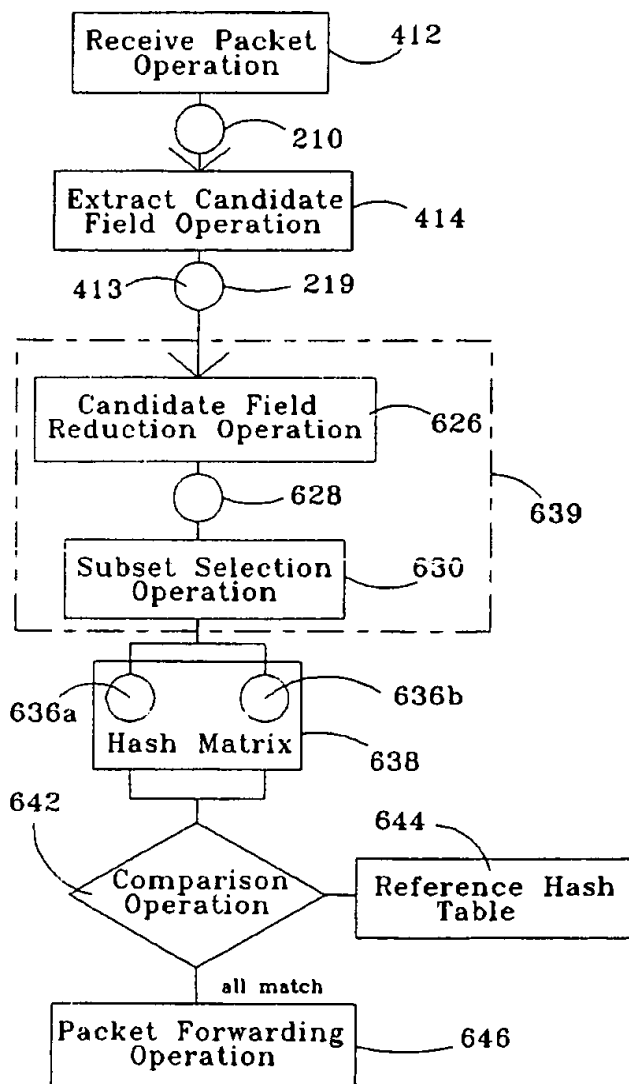 Receive Packet
Operation
412
210
Extract Candidate
Field Operation
414
413
219
Candidate Field
Reduction Operation
626
628
639
Subset Selection
Operation
630
636a
636b
Hash Matrix
638
642
644
Comparison
Operation
Reference Hash
Table
all match
Packet Forwarding
Operation
646